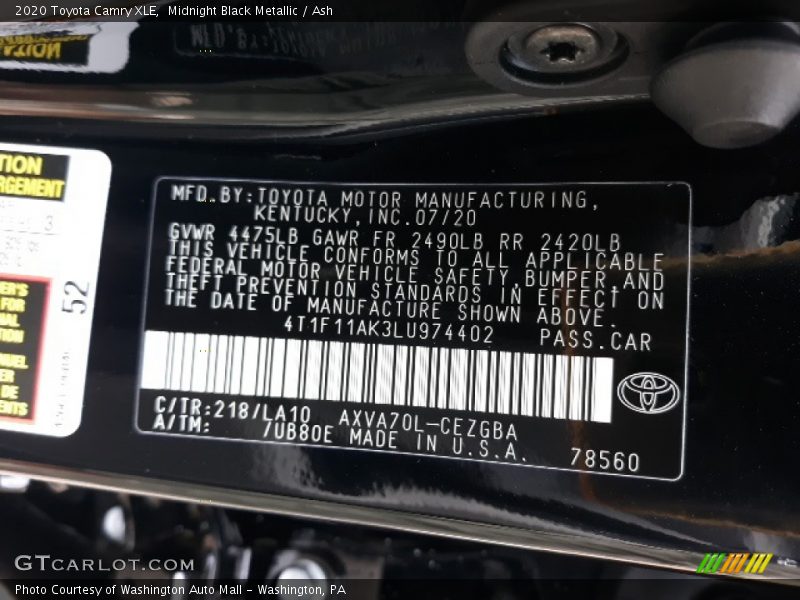 2020 Toyota Camry XLE, Midnight Black Metallic / Ash
TION
RGEMENT
3
52
MFD. BY: TOYOTA MOTOR MANUFACTURING,
KENTUCKY, INC. 07/20
GVWR 4475LB GAWR FR 2490LB RR 2420LB
THIS VEHICLE CONFORMS TO ALL APPLICABLE
FEDERAL MOTOR VEHICLE SAFETY, BUMPER, AND
THEFT PREVENTION STANDARDS IN EFFECT ON
THE DATE OF MANUFACTURE SHOWN ABOVE.
4T1F11AK3LU974402 PASS. CAR
C/TR: 218/LA10 AXVA70L-CEZGBA
A/TM: /UB80E MADE IN U.S.A.
78560
GTCARLOT.COM
Photo Courtesy of Washington Auto Mall - Washington, PA